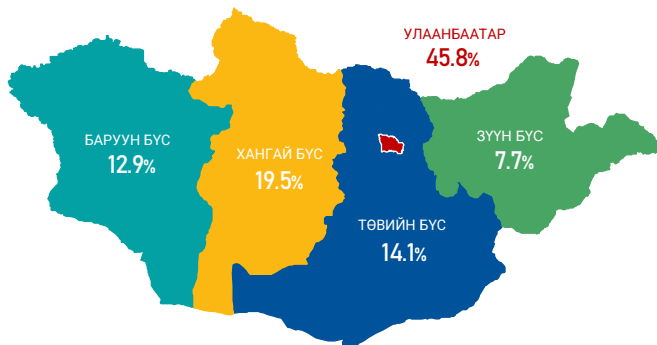 УЛААНБААТАР
45.8%
БАРУУН БҮС
12.9%
ХАНГАЙ БҮС
19.5%
ЗҮҮН БҮС
7.7%
ТӨВИЙН БҮС
14.1%